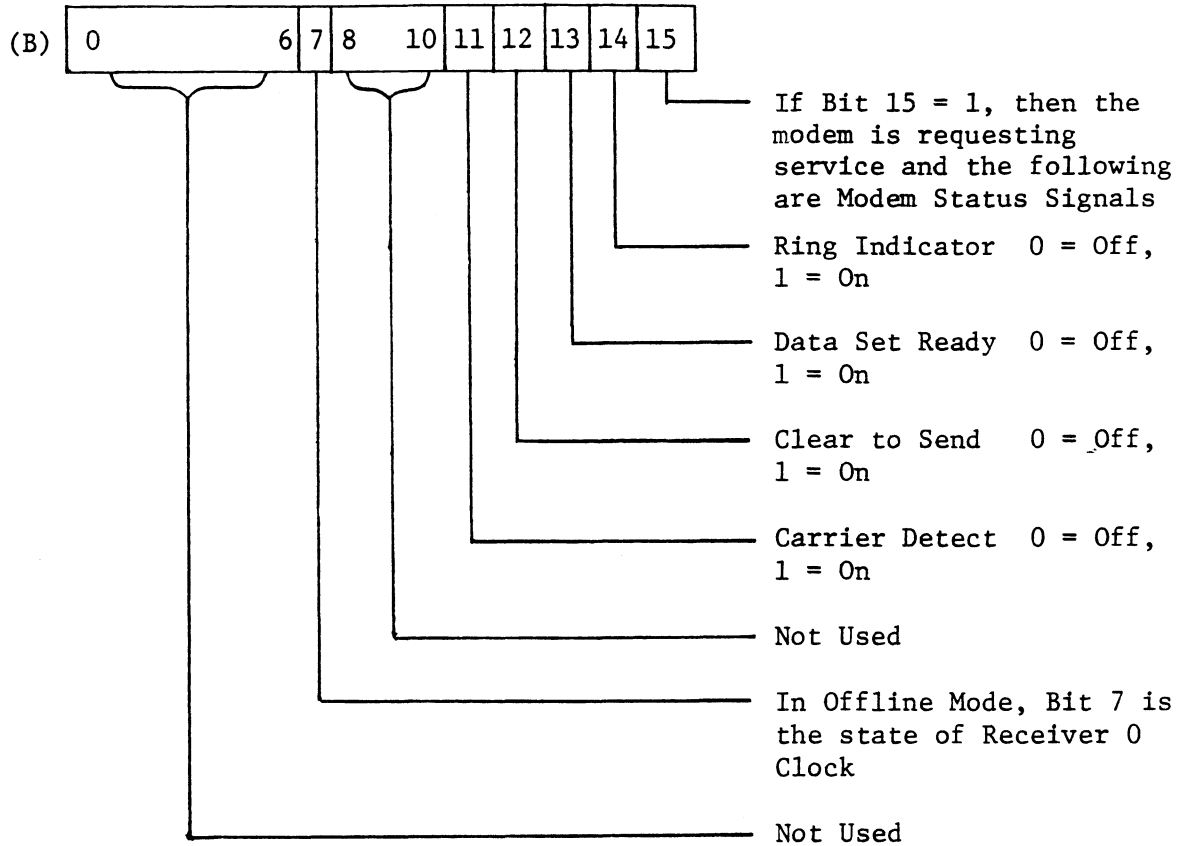 (B) 0 6 7 8 10 11 12 13 14 15
If Bit 15 = 1, then the
modem is requesting
service and the following
are Modem Status Signals
Ring Indicator 0 = Off,
1 = On
Data Set Ready 0 = Off,
1 = On
Clear to Send 0 = Off,
1 = On
Carrier Detect 0 = Off,
1 = On
Not Used
In Offline Mode, Bit 7 is
the state of Receiver 0
Clock
Not Used